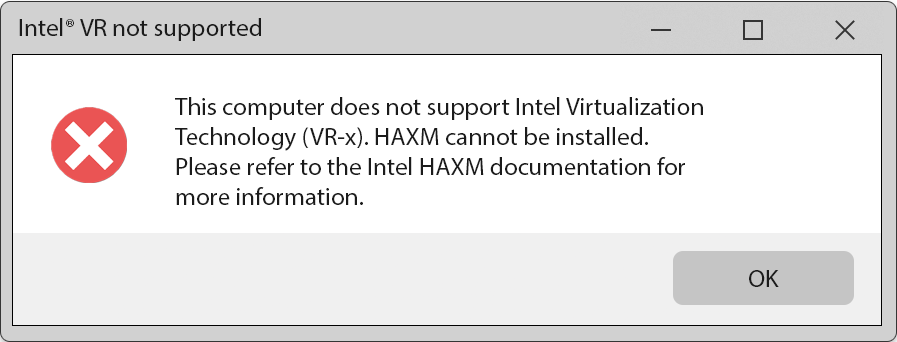 Intel® VR not supported
This computer does not support Intel Virtualization
Technology (VR-x). HAXM cannot be installed.
Please refer to the Intel HAXM documentation for
more information.
OK